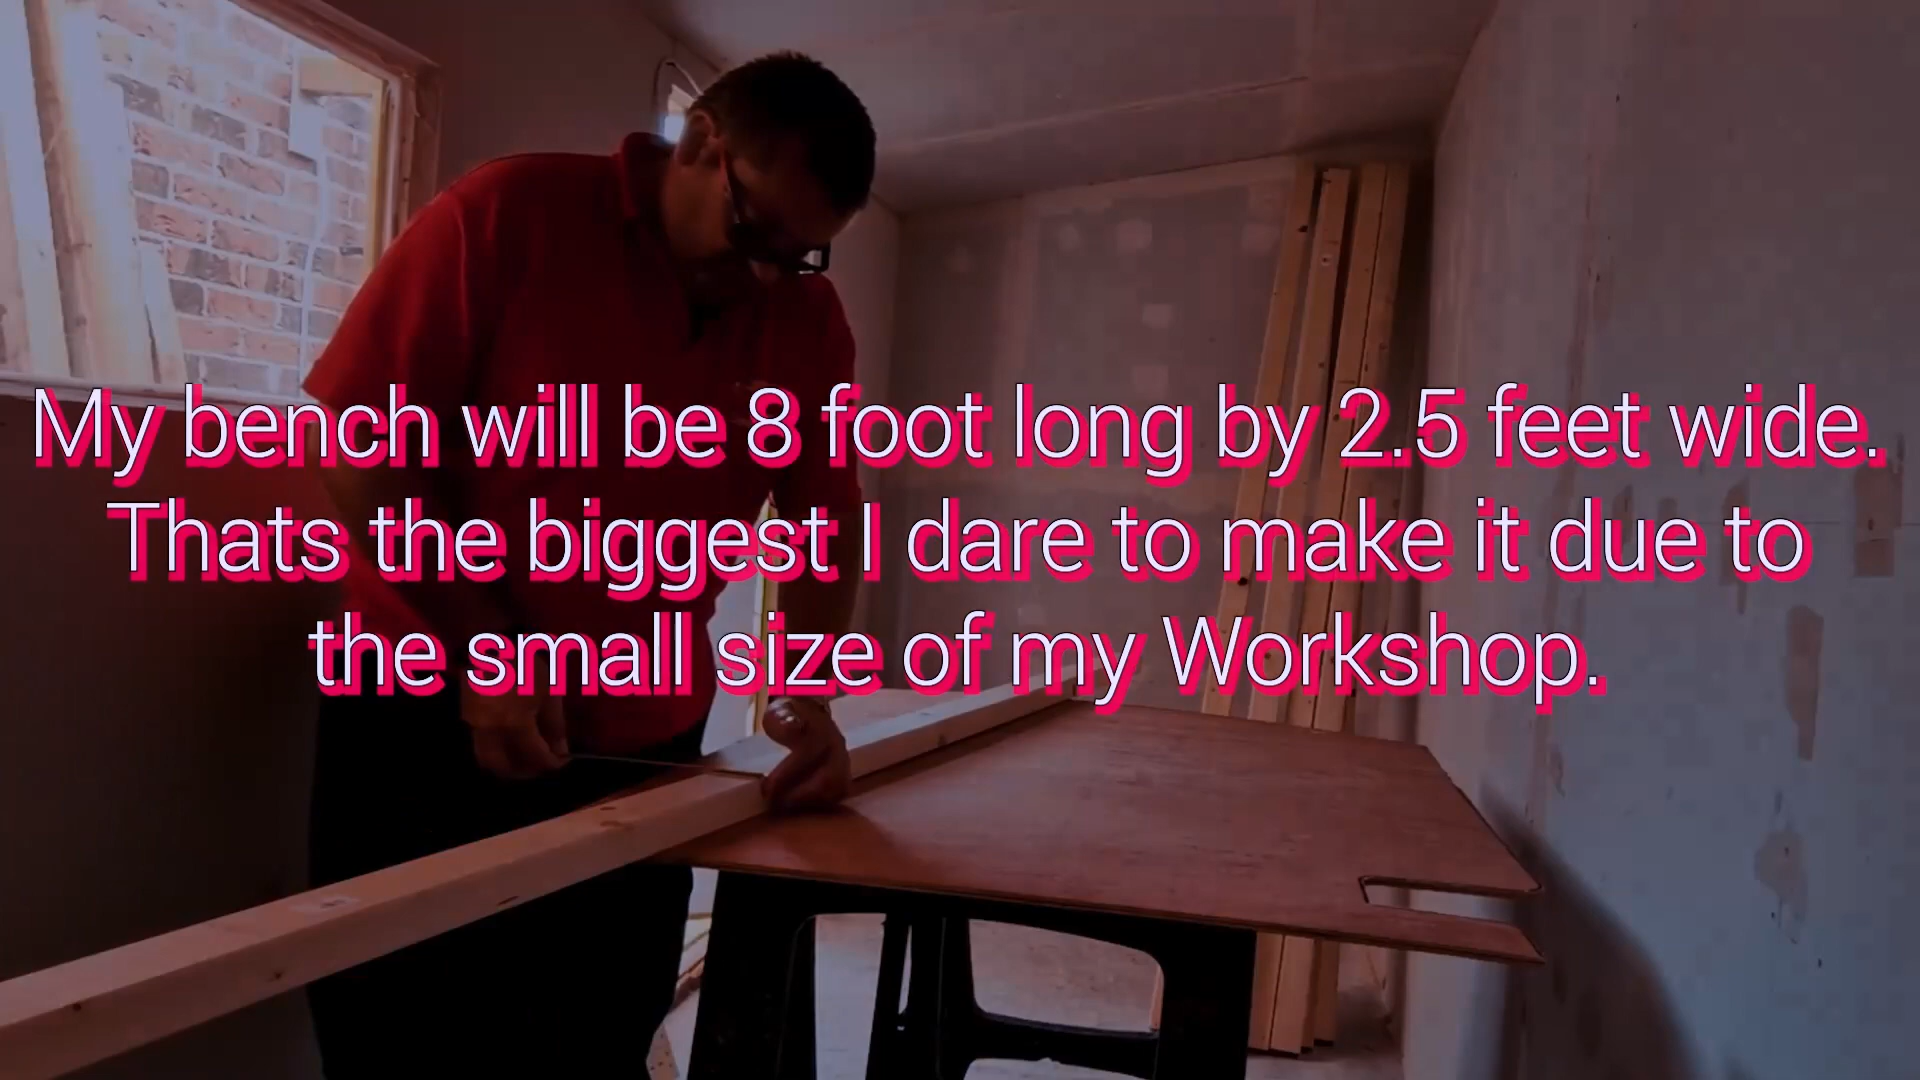 My bench will be 8 foot long by 2.5 feet wide.
Thats the biggest I dare to make it due to
the small size of my Workshop.